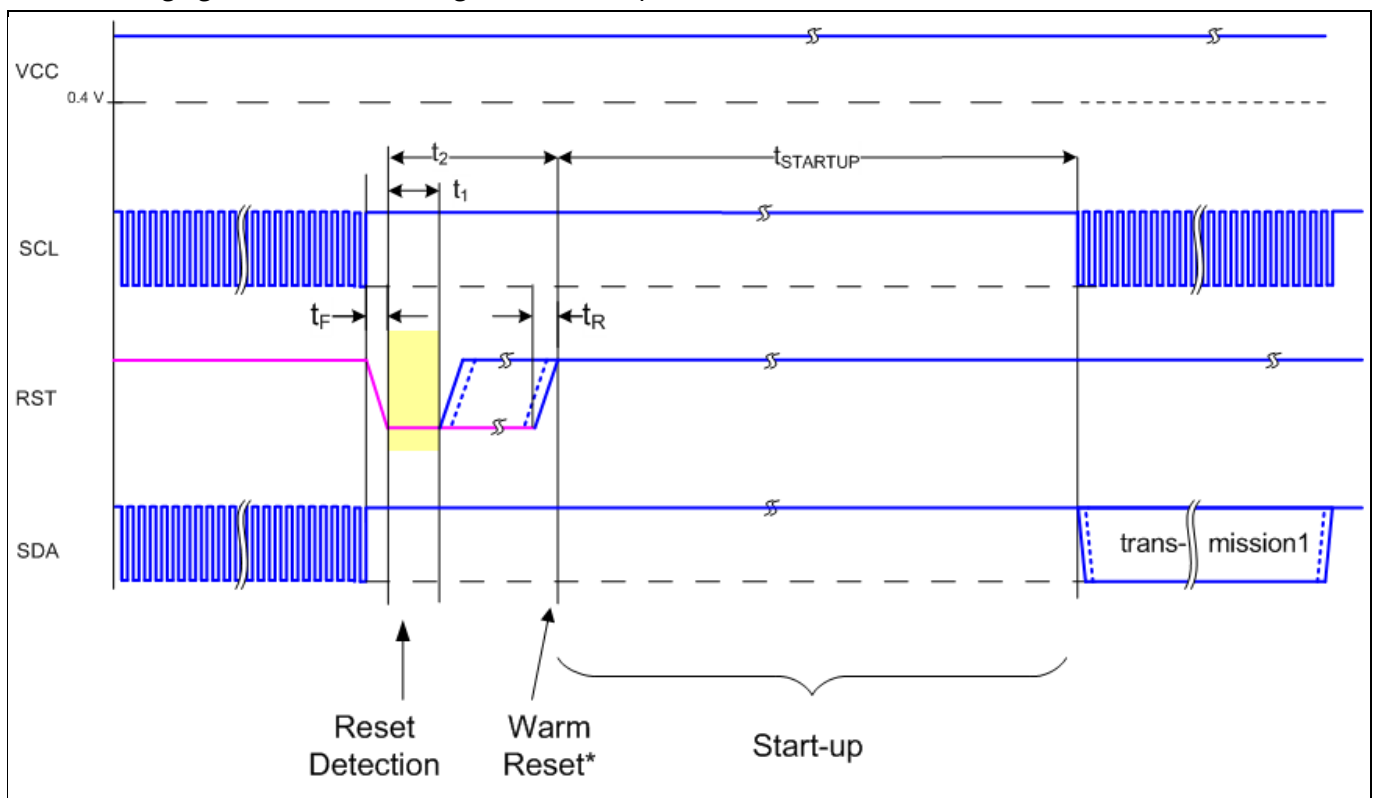 VCC
0.4 V
t2
tSTARTUP
t1
SCL
tF
tR
RST
SDA
trans- mission1
Reset
Detection
Warm
Reset*
Start-up